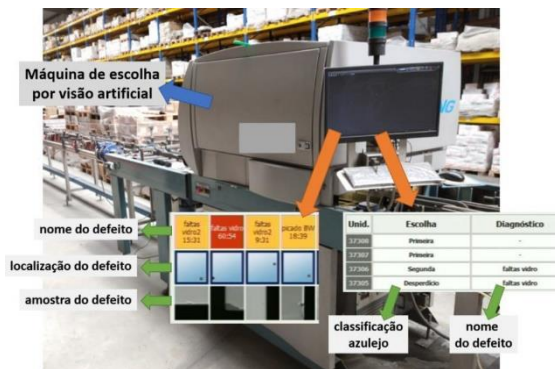 Máquina de escolha
por visão artificial
NG
nome do defeito
faltas vidro2 15:31
faltas vidro 60:54
faltas vidro2 9:31
picado BW 18:39
localização do defeito
amostra do defeito
Unid. Escolha Diagnóstico
37308 Primeira -
37307 Primeira -
37306 Segunda faltas vidro
37305 Desperdício faltas vidro
classificação
azulejo
nome
do defeito